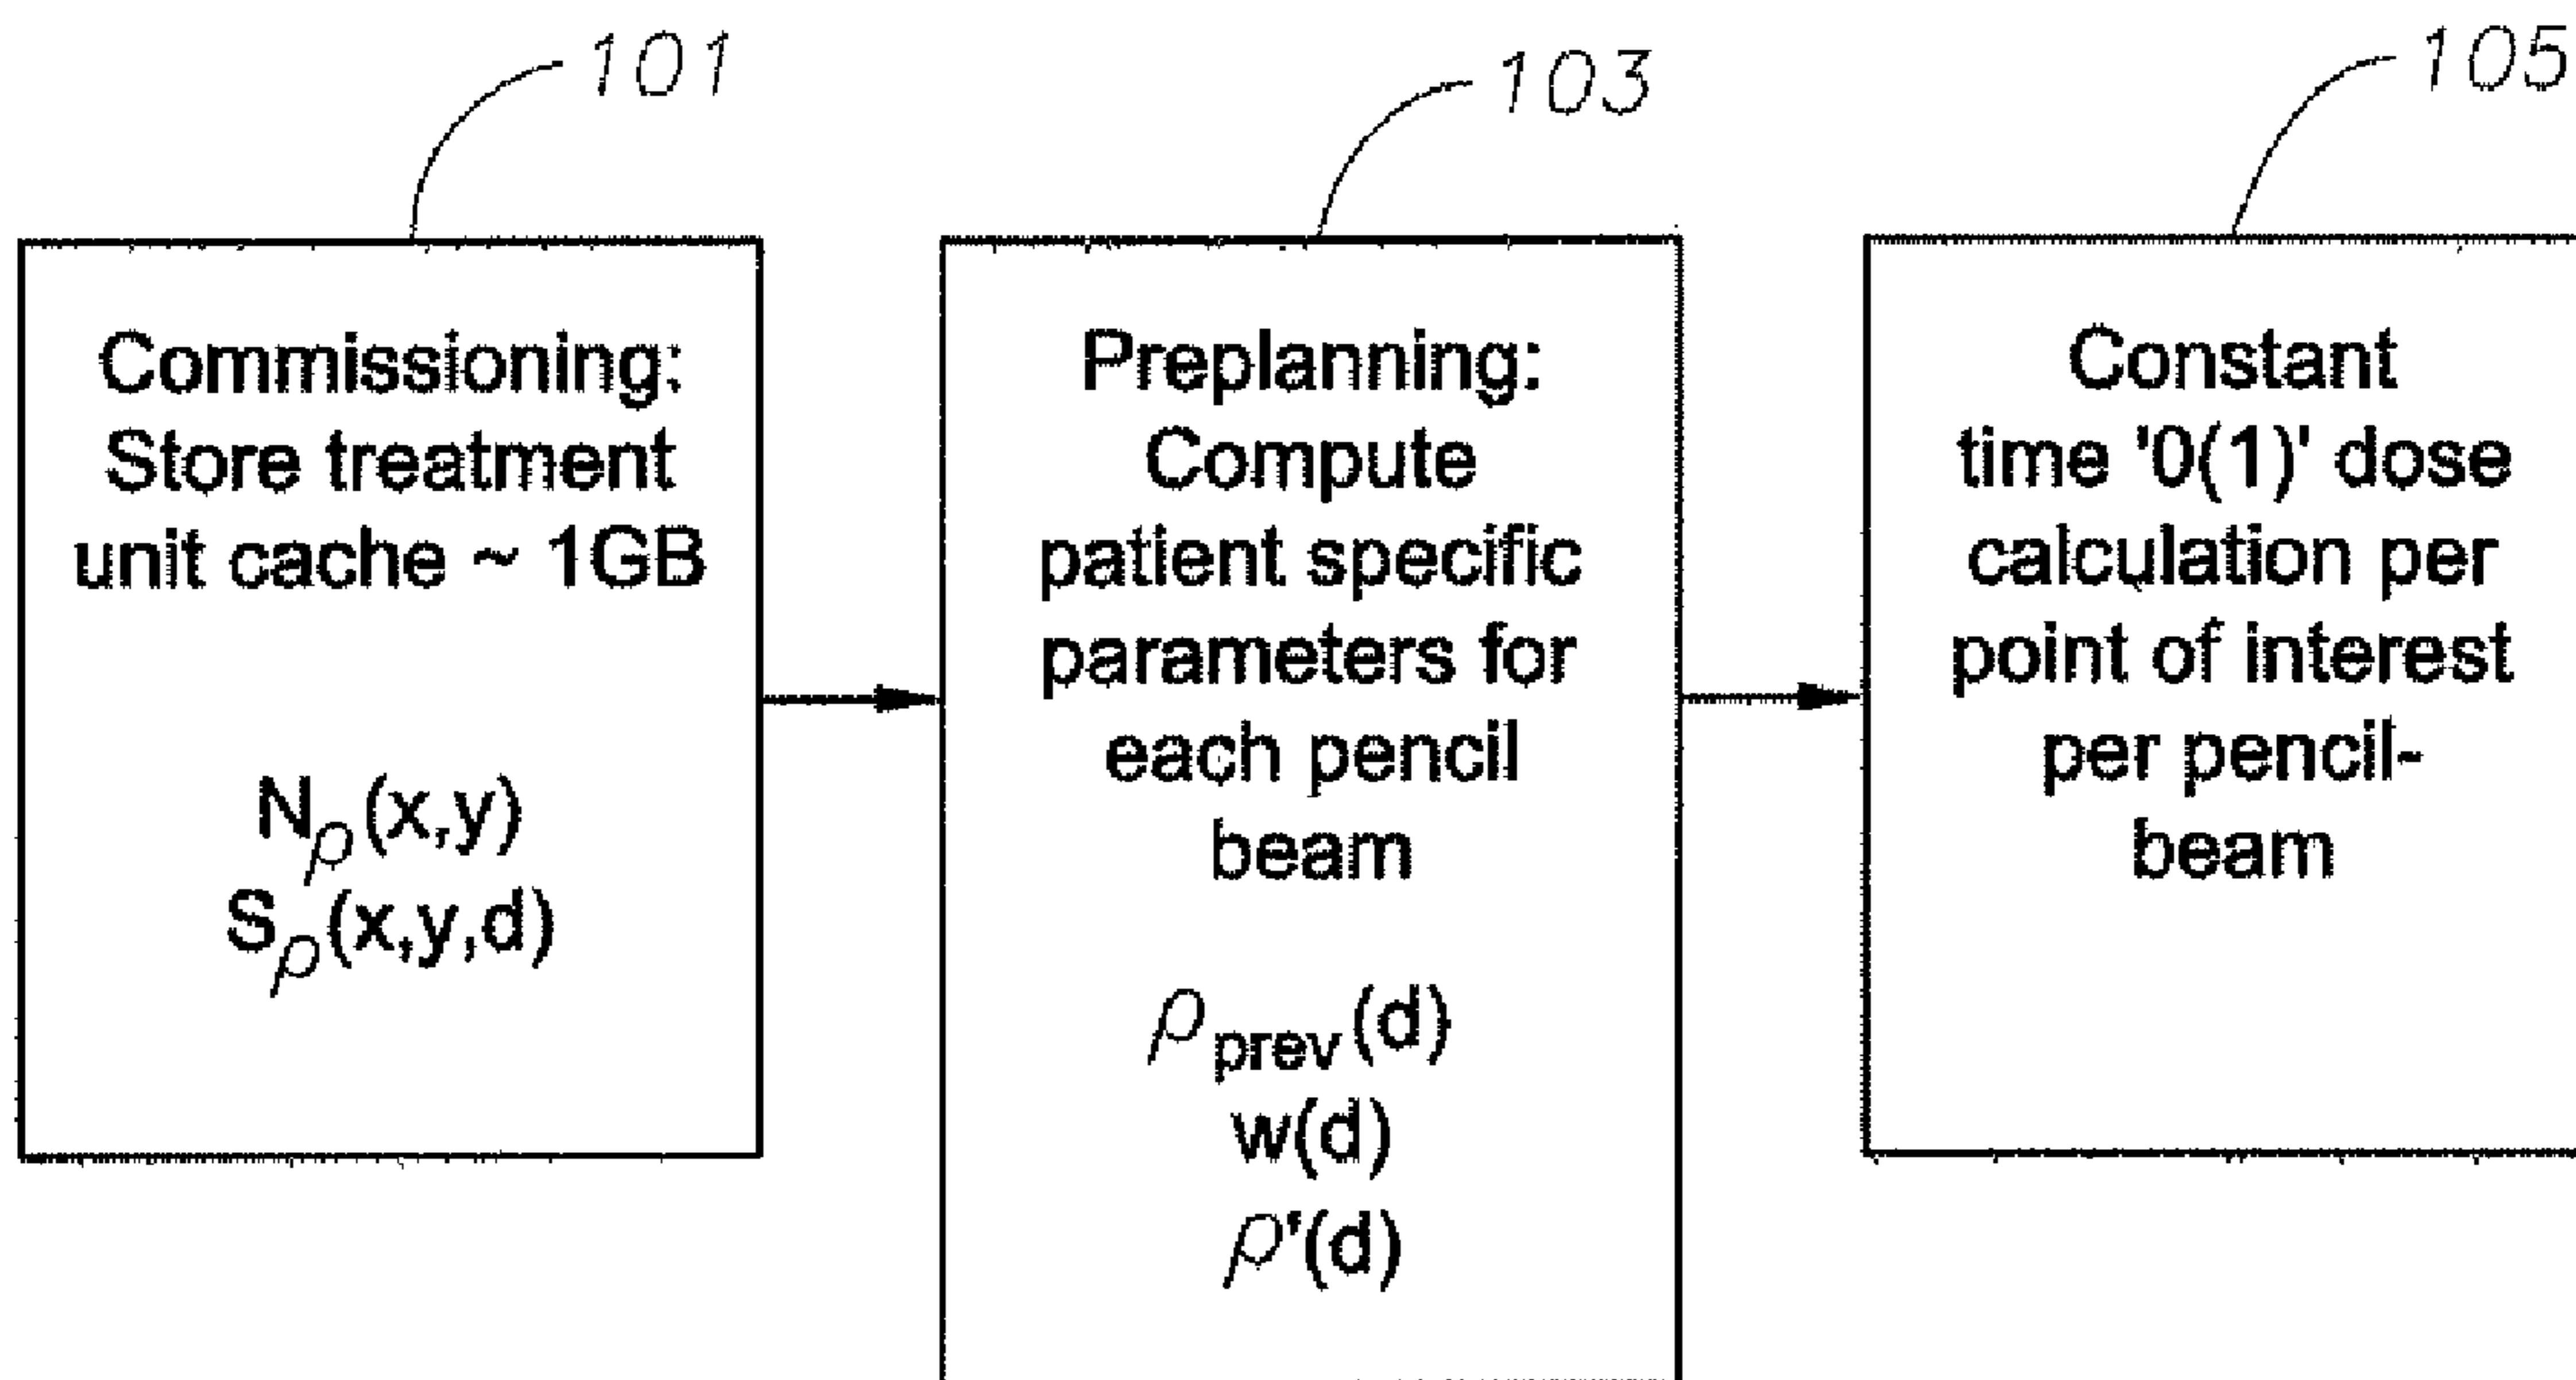 101
103
105
Commissioning:
Store treatment
unit cache ~ 1GB
Nρ(x,y)
Sρ(x,y,d)
Preplanning:
Compute
patient specific
parameters for
each pencil
beam
ρprev(d)
w(d)
ρ'(d)
Constant
time '0(1)' dose
calculation per
point of interest
per pencil-
beam